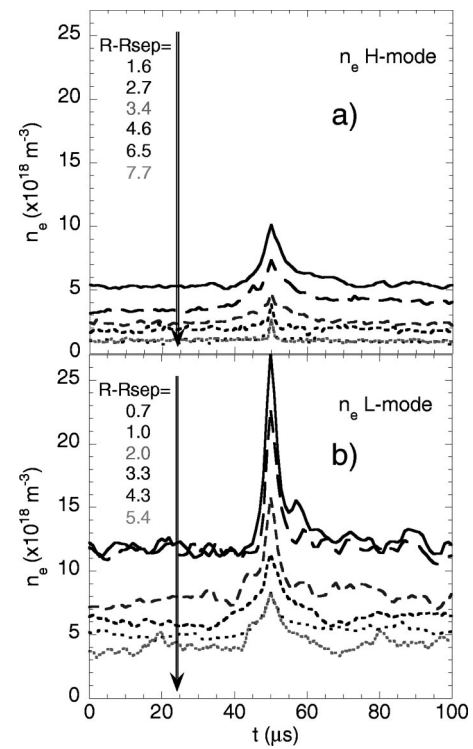 25
20
15
10
5
0
n_e (x10^18 m^-3)
R-Rsep=
1.6
2.7
3.4
4.6
6.5
7.7
n_e H-mode
a)
25
20
15
10
5
0
n_e (x10^18 m^-3)
R-Rsep=
0.7
1.0
2.0
3.3
4.3
5.4
n_e L-mode
b)
0 20 40 60 80 100
t (μs)